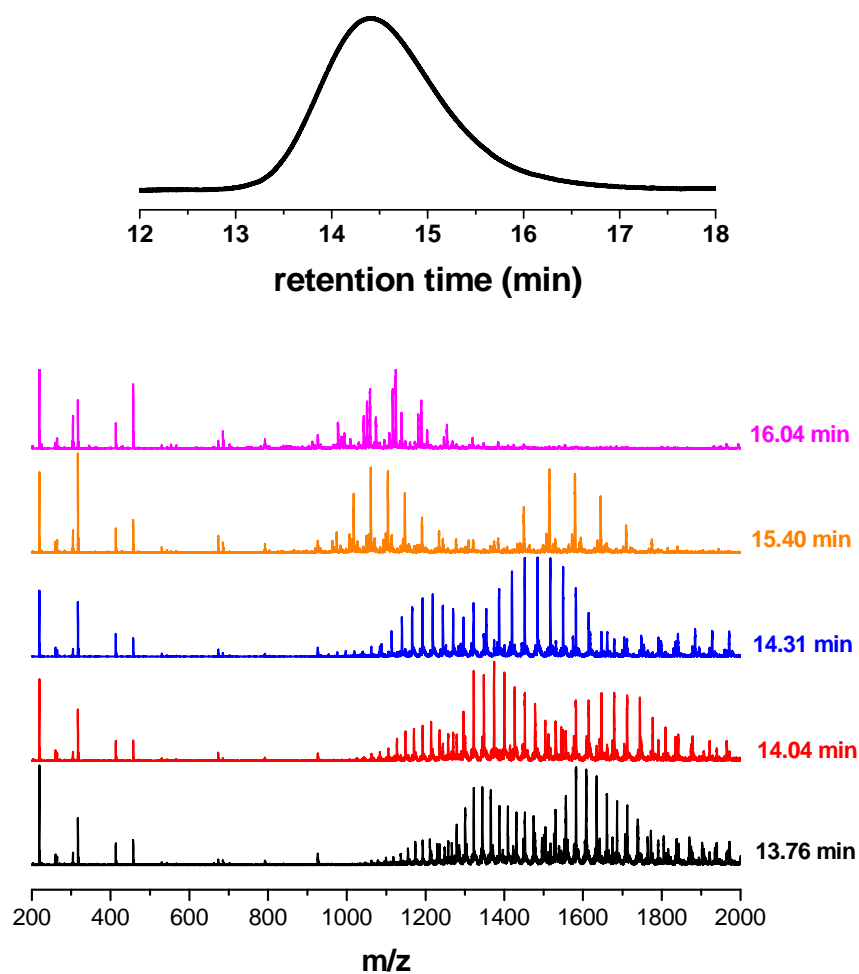 12 13 14 15 16 17 18
retention time (min)
16.04 min
15.40 min
14.31 min
14.04 min
13.76 min
200 400 600 800 1000 1200 1400 1600 1800 2000
m/z